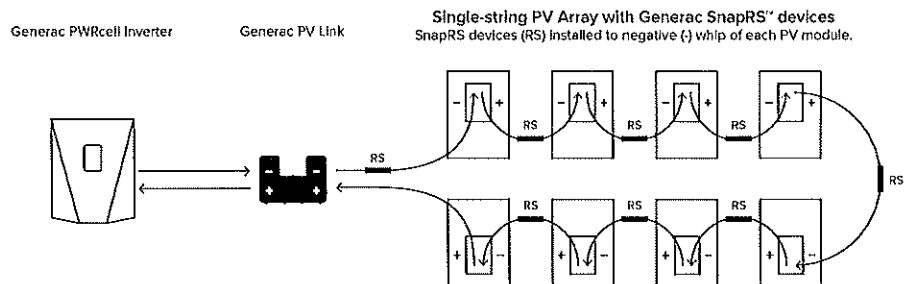 Single-string PV Array with Generac SnapRS™ devices
Generac PWRcell Inverter
Generac PV Link
SnapRS devices (RS) installed to negative (-) whip of each PV module.
- +
- +
- +
- +
RS
RS
RS
RS
- -
+ +
RS
RS
RS
RS
+ -
+ -
+ -
+ -